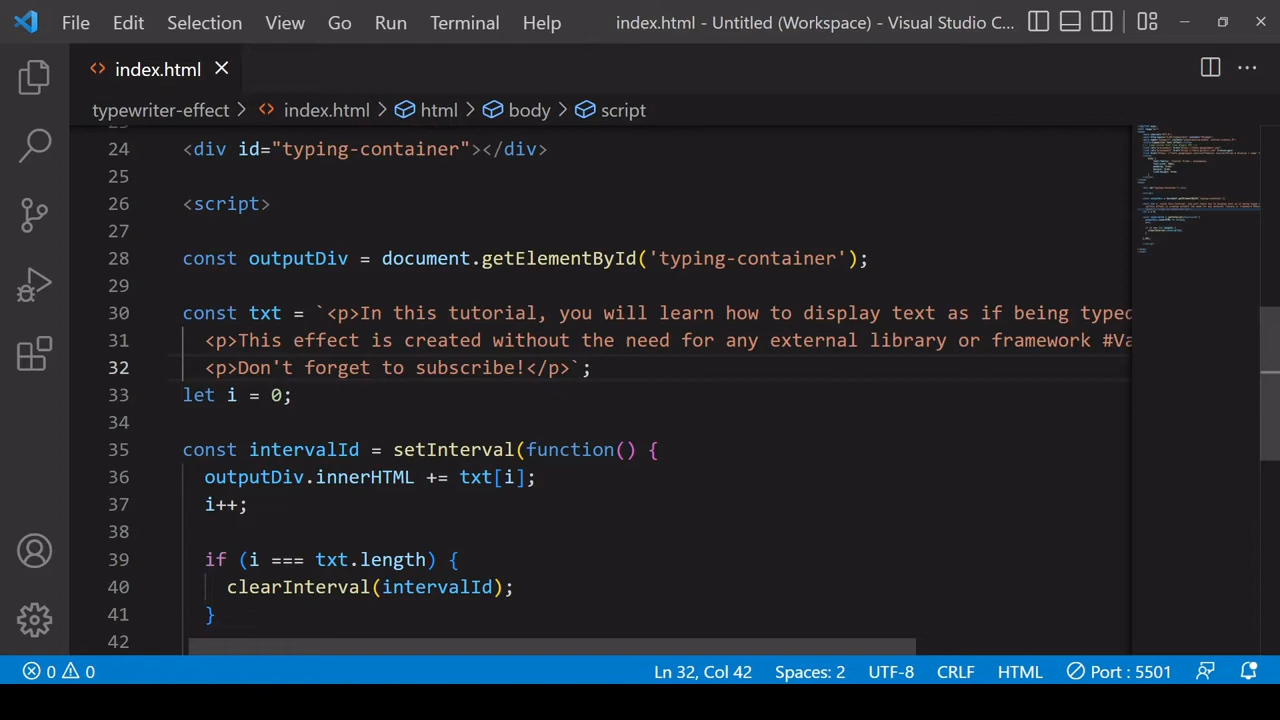 File Edit Selection View Go Run Terminal Help index.html - Untitled (Workspace) - Visual Studio C...
index.html
typewriter-effect > index.html > html > body > script
24 <div id="typing-container"></div>
25
26 <script>
27
28 const outputDiv = document.getElementById('typing-container');
29
30 const txt = `<p>In this tutorial, you will learn how to display text as if being typed
31 <p>This effect is created without the need for any external library or framework #Va
32 <p>Don't forget to subscribe!</p>`;
33 let i = 0;
34
35 const intervalId = setInterval(function() {
36 outputDiv.innerHTML += txt[i];
37 i++;
38
39 if (i === txt.length) {
40 clearInterval(intervalId);
41 }
42
0 0 Ln 32, Col 42 Spaces: 2 UTF-8 CRLF HTML Port : 5501